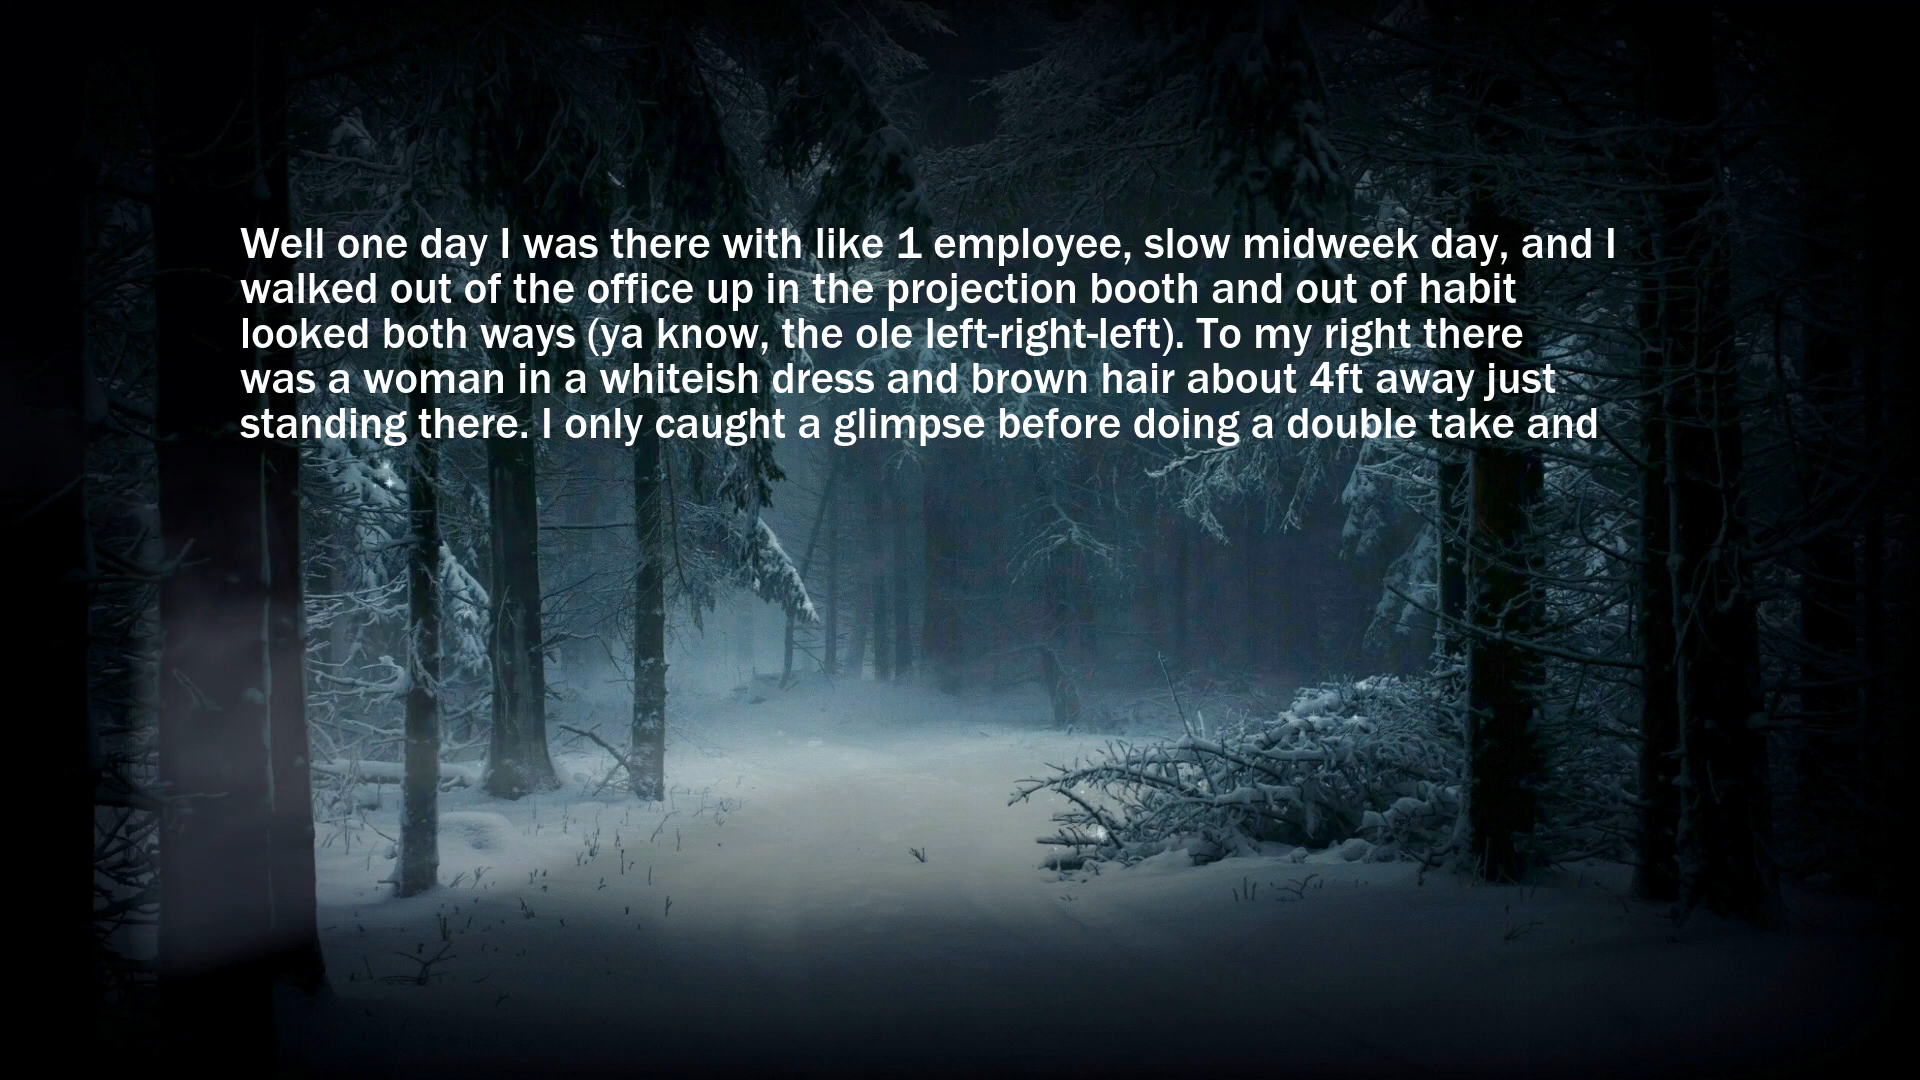 Well one day I was there with like 1 employee, slow midweek day, and I
walked out of the office up in the projection booth and out of habit
looked both ways (ya know, the ole left-right-left). To my right there
was a woman in a whiteish dress and brown hair about 4ft away just
standing there. I only caught a glimpse before doing a double take and